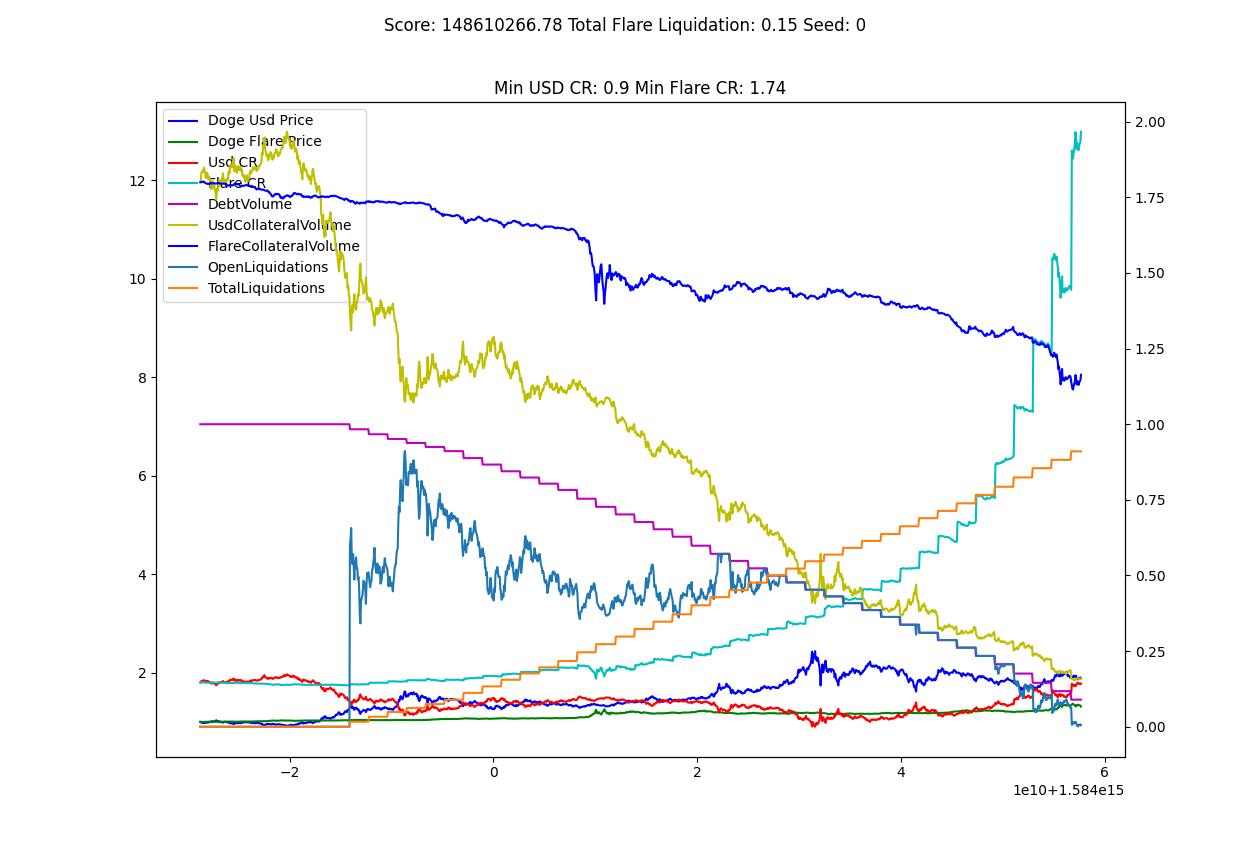 Score: 148610266.78 Total Flare Liquidation: 0.15 Seed: 0
Min USD CR: 0.9 Min Flare CR: 1.74
Doge Usd Price
Doge Flare Price
Usd CR
Flare CR
DebtVolume
UsdCollateralVolume
FlareCollateralVolume
OpenLiquidations
TotalLiquidations
12
10
8
6
4
2
2.00
1.75
1.50
1.25
1.00
0.75
0.50
0.25
0.00
−2
0
2
4
6
1e10+1.584e15